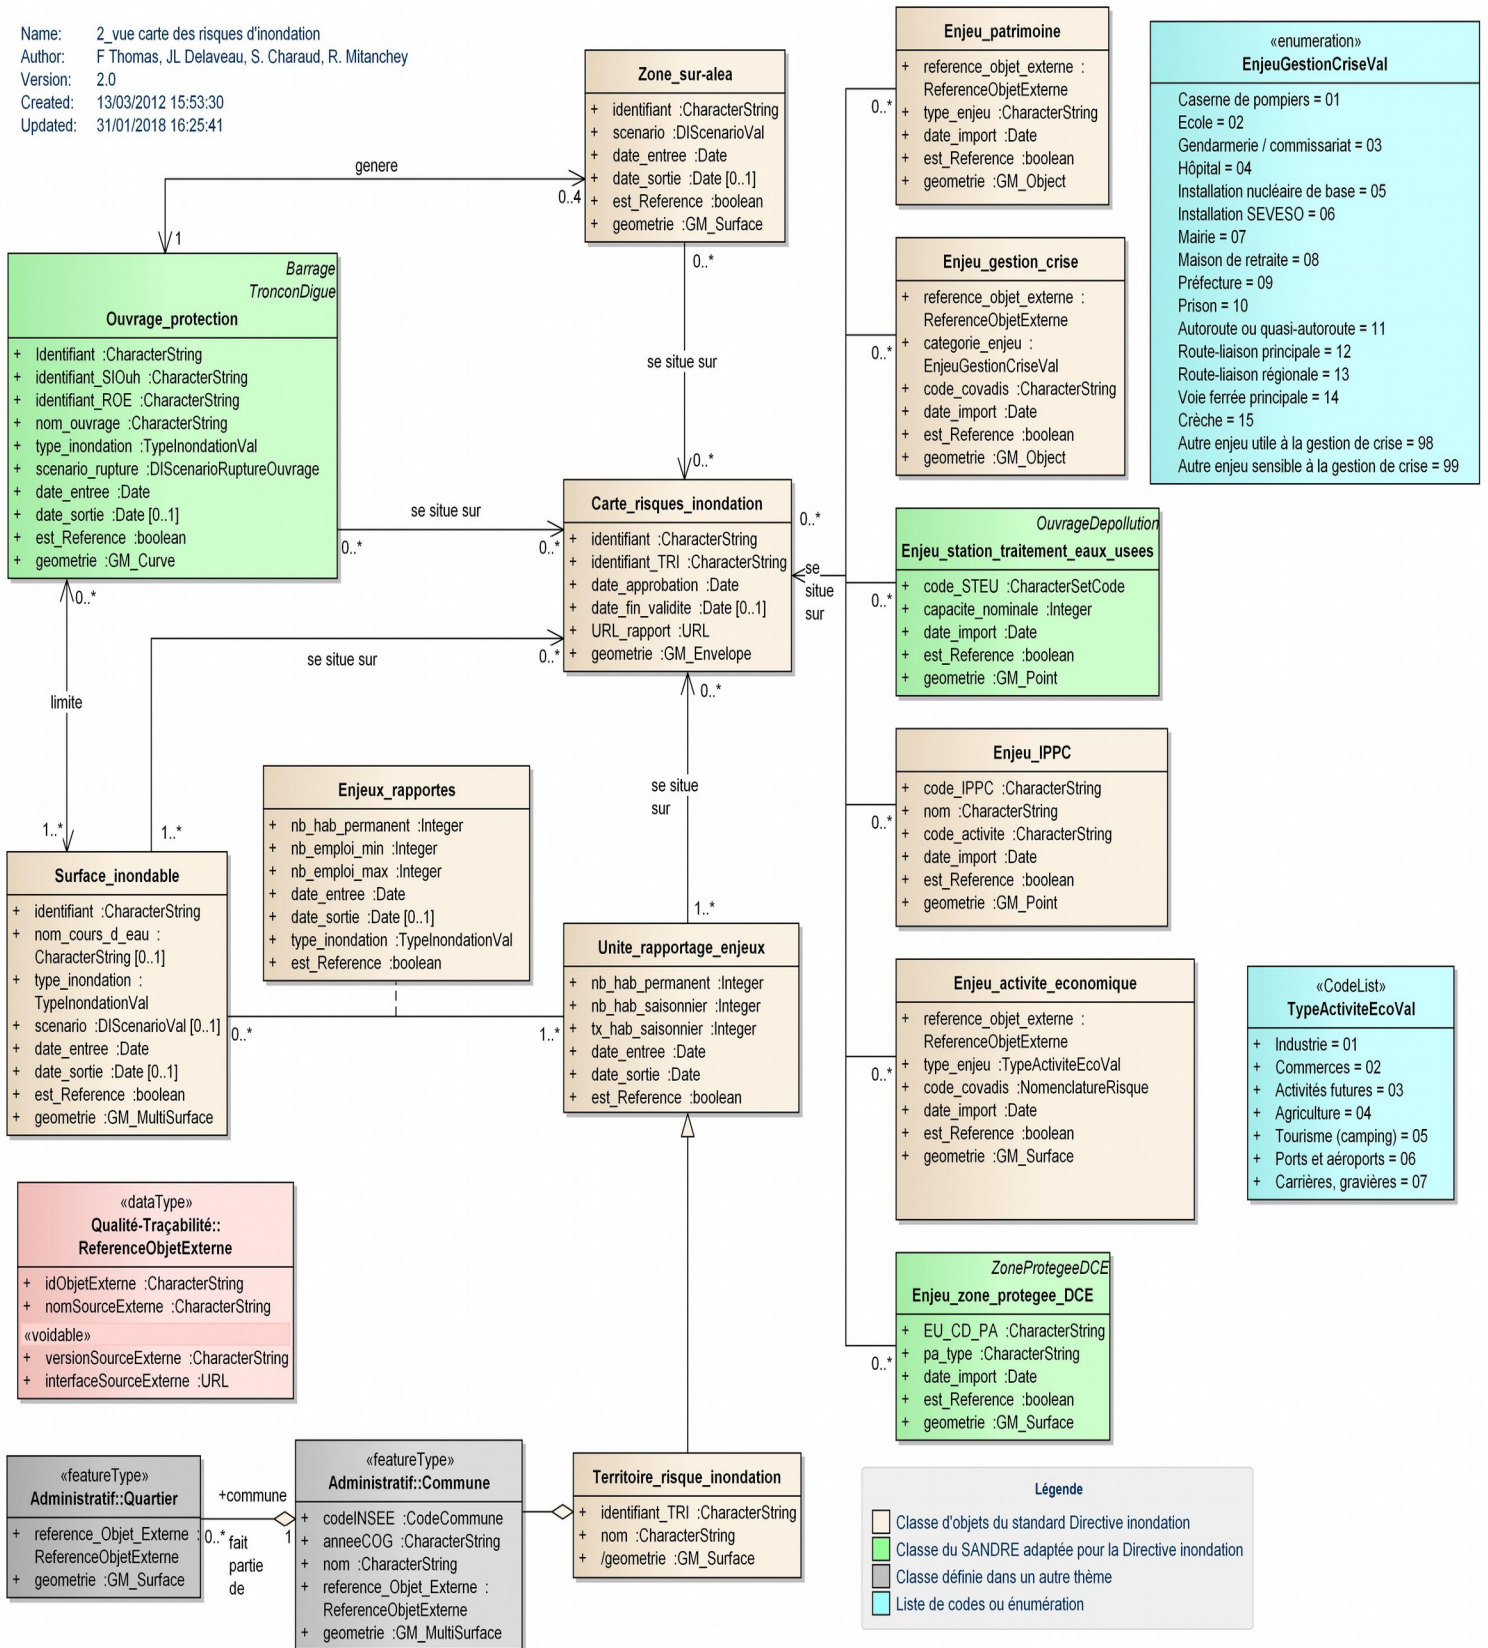 Name: 2_vue carte des risques d'inondation
Author: F Thomas, JL Delaveau, S. Charaud, R. Mitanchey
Version: 2.0
Created: 13/03/2012 15:53:30
Updated: 31/01/2018 16:25:41
Zone_sur-alea
+ identifiant :CharacterString
+ scenario :DIScenarioVal
+ date_entree :Date
+ date_sortie :Date [0..1]
+ est_Reference :boolean
+ geometrie :GM_Surface
genere
0..4
1
0..*
se situe sur
0..*
Barrage
TronconDigue
Ouvrage_protection
+ Identifiant :CharacterString
+ identifiant_SIOuh :CharacterString
+ identifiant_ROE :CharacterString
+ nom_ouvrage :CharacterString
+ type_inondation :TypeInondationVal
+ scenario_rupture :DIScenarioRuptureOuvrage
+ date_entree :Date
+ date_sortie :Date [0..1]
+ est_Reference :boolean
+ geometrie :GM_Curve
se situe sur
0..*
0..*
Carte_risques_inondation
+ identifiant :CharacterString
+ identifiant_TRI :CharacterString
+ date_approbation :Date
+ date_fin_validite :Date [0..1]
+ URL_rapport :URL
+ geometrie :GM_Envelope
0..*
se
situe
sur
0..*
limite
1..*
se situe sur
0..*
1..*
0..*
se situe
sur
1..*
Enjeux_rapportes
+ nb_hab_permanent :Integer
+ nb_emploi_min :Integer
+ nb_emploi_max :Integer
+ date_entree :Date
+ date_sortie :Date [0..1]
+ type_inondation :TypeInondationVal
+ est_Reference :boolean
Surface_inondable
+ identifiant :CharacterString
+ nom_cours_d_eau :
CharacterString [0..1]
+ type_inondation :
TypeInondationVal
+ scenario :DIScenarioVal [0..1]
+ date_entree :Date
+ date_sortie :Date [0..1]
+ est_Reference :boolean
+ geometrie :GM_MultiSurface
0..*
1..*
Unite_rapportage_enjeux
+ nb_hab_permanent :Integer
+ nb_hab_saisonnier :Integer
+ tx_hab_saisonnier :Integer
+ date_entree :Date
+ date_sortie :Date
+ est_Reference :boolean
«dataType»
Qualité-Traçabilité::
ReferenceObjetExterne
+ idObjetExterne :CharacterString
+ nomSourceExterne :CharacterString
«voidable»
+ versionSourceExterne :CharacterString
+ interfaceSourceExterne :URL
«featureType»
Administratif::Quartier
+ reference_Objet_Externe :
ReferenceObjetExterne
+ geometrie :GM_Surface
+commune
0..*
1
fait
partie
de
«featureType»
Administratif::Commune
+ codeINSEE :CodeCommune
+ anneeCOG :CharacterString
+ nom :CharacterString
+ reference_Objet_Externe :
ReferenceObjetExterne
+ geometrie :GM_MultiSurface
Territoire_risque_inondation
+ identifiant_TRI :CharacterString
+ nom :CharacterString
+ /geometrie :GM_Surface
Enjeu_patrimoine
+ reference_objet_externe :
ReferenceObjetExterne
+ type_enjeu :CharacterString
+ date_import :Date
+ est_Reference :boolean
+ geometrie :GM_Object
0..*
Enjeu_gestion_crise
+ reference_objet_externe :
ReferenceObjetExterne
+ categorie_enjeu :
EnjeuGestionCriseVal
+ code_covadis :CharacterString
+ date_import :Date
+ est_Reference :boolean
+ geometrie :GM_Object
0..*
OuvrageDepollution
Enjeu_station_traitement_eaux_usees
+ code_STEU :CharacterSetCode
+ capacite_nominale :Integer
+ date_import :Date
+ est_Reference :boolean
+ geometrie :GM_Point
0..*
Enjeu_IPPC
+ code_IPPC :CharacterString
+ nom :CharacterString
+ code_activite :CharacterString
+ date_import :Date
+ est_Reference :boolean
+ geometrie :GM_Point
0..*
Enjeu_activite_economique
+ reference_objet_externe :
ReferenceObjetExterne
+ type_enjeu :TypeActiviteEcoVal
+ code_covadis :NomenclatureRisque
+ date_import :Date
+ est_Reference :boolean
+ geometrie :GM_Surface
0..*
ZoneProtegeeDCE
Enjeu_zone_protegee_DCE
+ EU_CD_PA :CharacterString
+ pa_type :CharacterString
+ date_import :Date
+ est_Reference :boolean
+ geometrie :GM_Surface
0..*
«enumeration»
EnjeuGestionCriseVal
Caserne de pompiers = 01
Ecole = 02
Gendarmerie / commissariat = 03
Hôpital = 04
Installation nucléaire de base = 05
Installation SEVESO = 06
Mairie = 07
Maison de retraite = 08
Préfecture = 09
Prison = 10
Autoroute ou quasi-autoroute = 11
Route-liaison principale = 12
Route-liaison régionale = 13
Voie ferrée principale = 14
Crèche = 15
Autre enjeu utile à la gestion de crise = 98
Autre enjeu sensible à la gestion de crise = 99
«CodeList»
TypeActiviteEcoVal
+ Industrie = 01
+ Commerces = 02
+ Activités futures = 03
+ Agriculture = 04
+ Tourisme (camping) = 05
+ Ports et aéroports = 06
+ Carrières, gravières = 07
Légende
Classe d'objets du standard Directive inondation
Classe du SANDRE adaptée pour la Directive inondation
Classe définie dans un autre thème
Liste de codes ou énumération